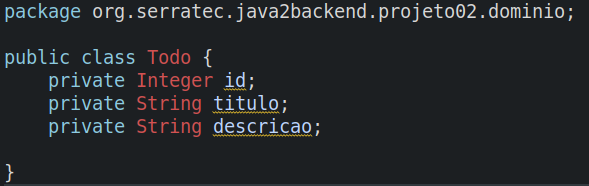 package org.serratec.java2backend.projeto02.dominio;
public class Todo {
    private Integer id;
    private String titulo;
    private String descricao;
}